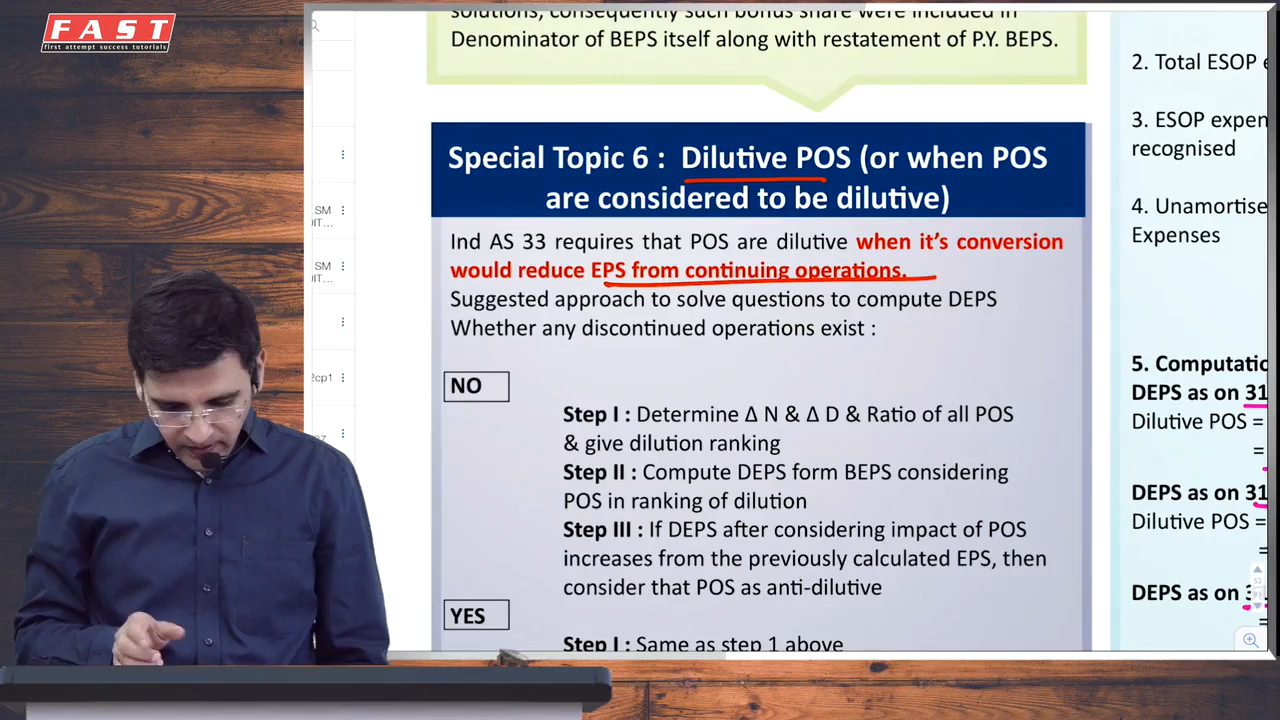 FAST
first attempt success tutorials
solutions, consequently such bonus share were included in
Denominator of BEPS itself along with restatement of P.Y. BEPS.
Special Topic 6 : Dilutive POS (or when POS
are considered to be dilutive)
Ind AS 33 requires that POS are dilutive when it's conversion
would reduce EPS from continuing operations.
Suggested approach to solve questions to compute DEPS
Whether any discontinued operations exist :
NO
Step I : Determine Δ N & Δ D & Ratio of all POS
& give dilution ranking
Step II : Compute DEPS form BEPS considering
POS in ranking of dilution
Step III : If DEPS after considering impact of POS
increases from the previously calculated EPS, then
consider that POS as anti-dilutive
YES
Step I : Same as step 1 above
2. Total ESOP
3. ESOP expen
recognised
4. Unamortise
Expenses
5. Computatio
DEPS as on 31
Dilutive POS =
=
DEPS as on 31
Dilutive POS =
=
DEPS as on
=
SM
DIT...
SM
DIT...
2cp1